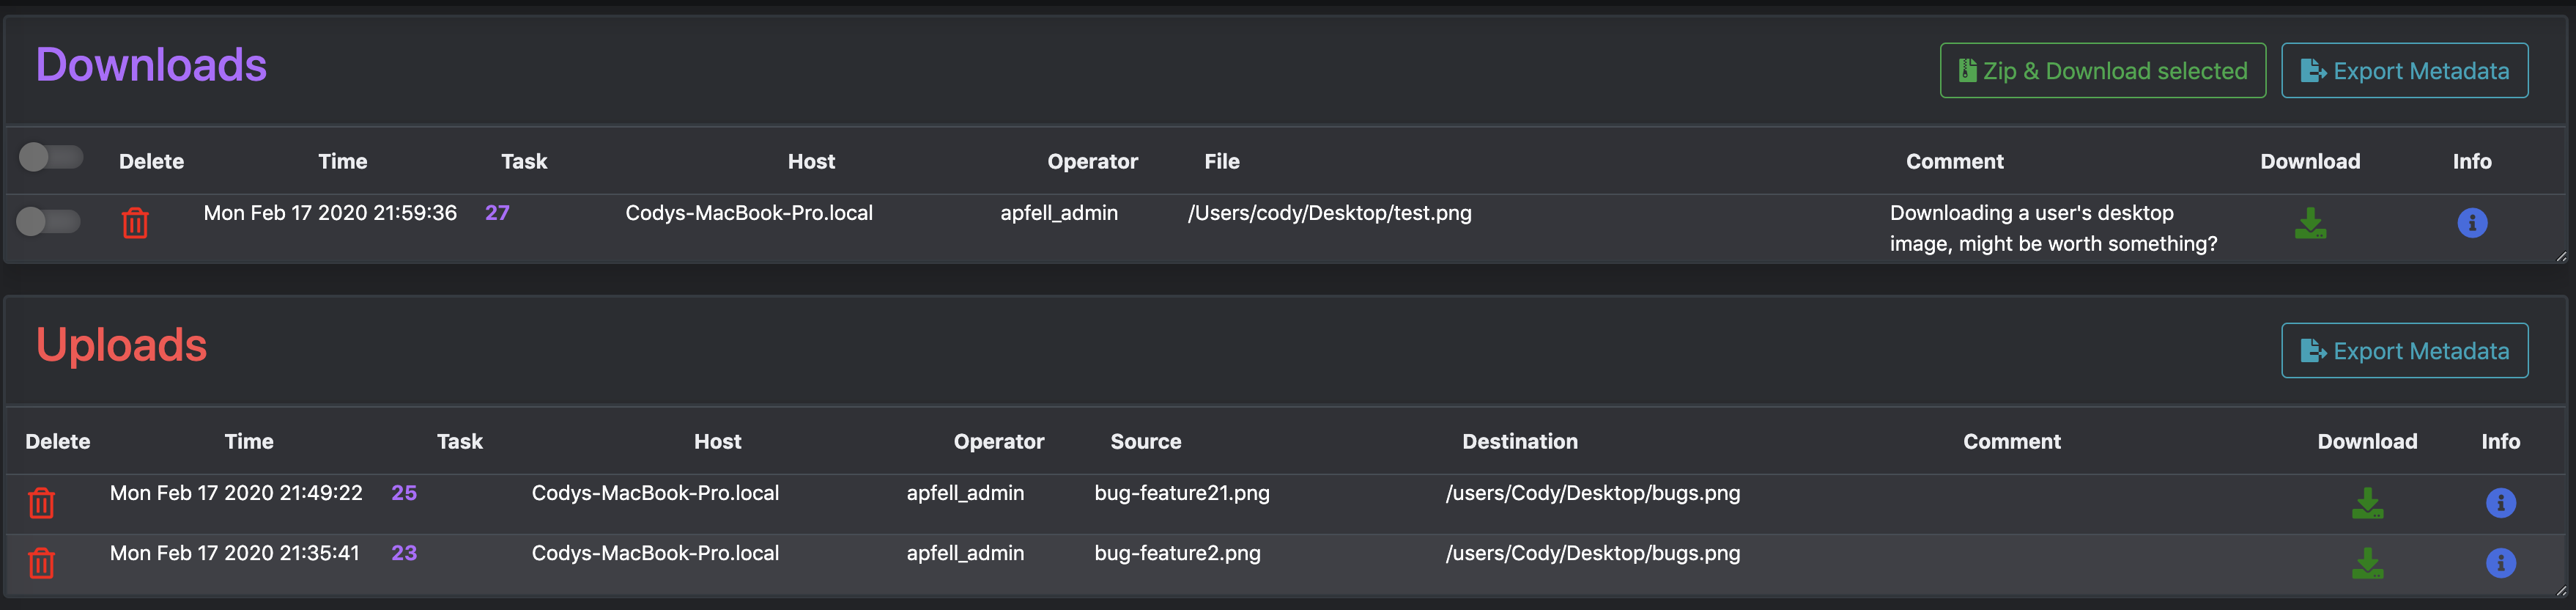 Downloads
Zip & Download selected
Export Metadata
Delete Time Task Host Operator File Comment Download Info
Mon Feb 17 2020 21:59:36 27 Codys-MacBook-Pro.local apfell_admin /Users/cody/Desktop/test.png Downloading a user's desktop
image, might be worth something?
Uploads
Export Metadata
Delete Time Task Host Operator Source Destination Comment Download Info
Mon Feb 17 2020 21:49:22 25 Codys-MacBook-Pro.local apfell_admin bug-feature21.png /users/Cody/Desktop/bugs.png
Mon Feb 17 2020 21:35:41 23 Codys-MacBook-Pro.local apfell_admin bug-feature2.png /users/Cody/Desktop/bugs.png